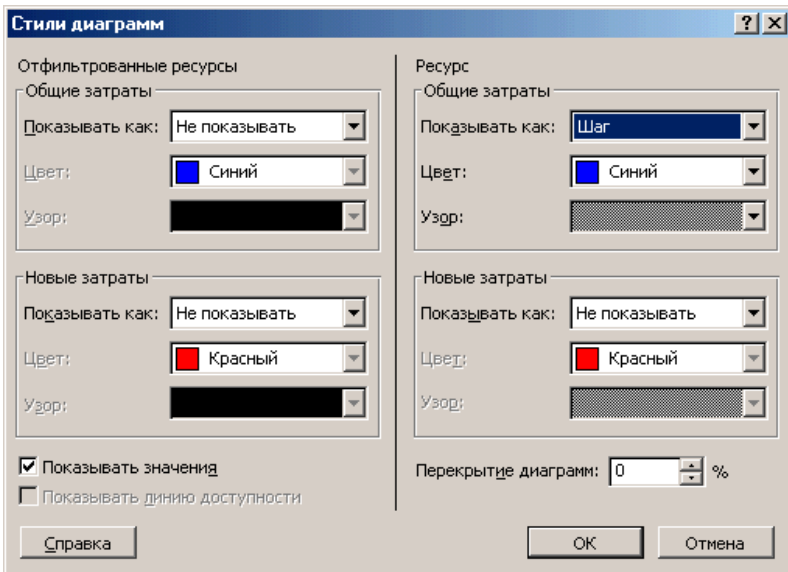 Стили диаграмм
Отфильтрованные ресурсы
Общие затраты
Показывать как: Не показывать
Цвет: Синий
Узор:
Новые затраты
Показывать как: Не показывать
Цвет: Красный
Узор:
Показывать значения
Показывать линию доступности
Ресурс
Общие затраты
Показывать как: Шаг
Цвет: Синий
Узор:
Новые затраты
Показывать как: Не показывать
Цвет: Красный
Узор:
Перекрытие диаграмм: 0 %
Справка
ОК
Отмена